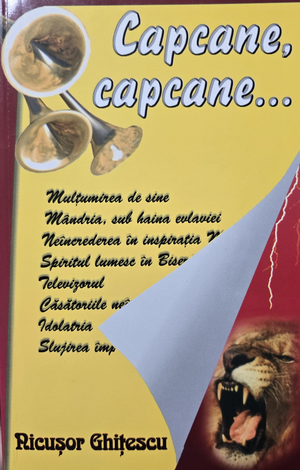 Capcane,
capcane...
Mulțumirea de sine
Mândria, sub haina evlaviei
Neîncrederea în inspirația
Spiritul lumesc în
Televizorul
Căsătoriile
Idolatria
Slujirea
Nicușor Ghițescu